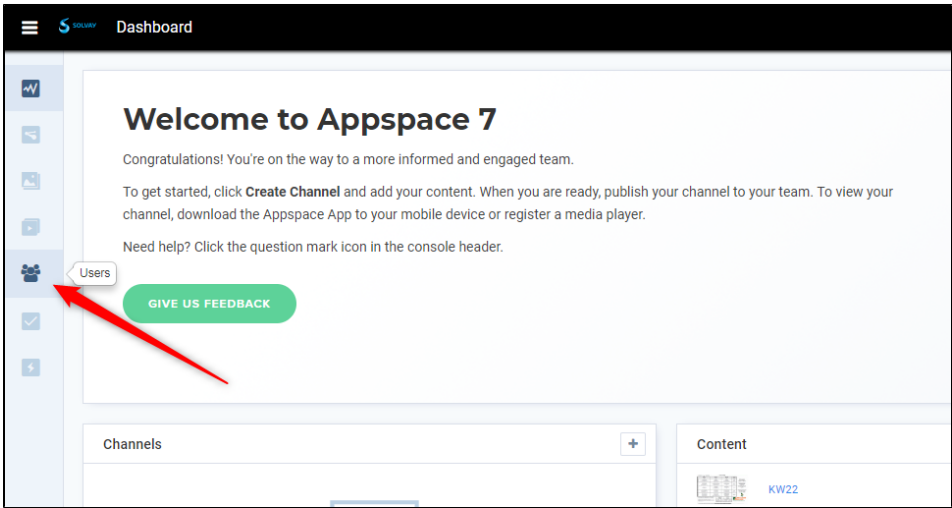 SOLVAY
Dashboard
Welcome to Appspace 7
Congratulations! You're on the way to a more informed and engaged team.
To get started, click Create Channel and add your content. When you are ready, publish your channel to your team. To view your
channel, download the Appspace App to your mobile device or register a media player.
Need help? Click the question mark icon in the console header.
Users
GIVE US FEEDBACK
Channels
+
Content
KW22